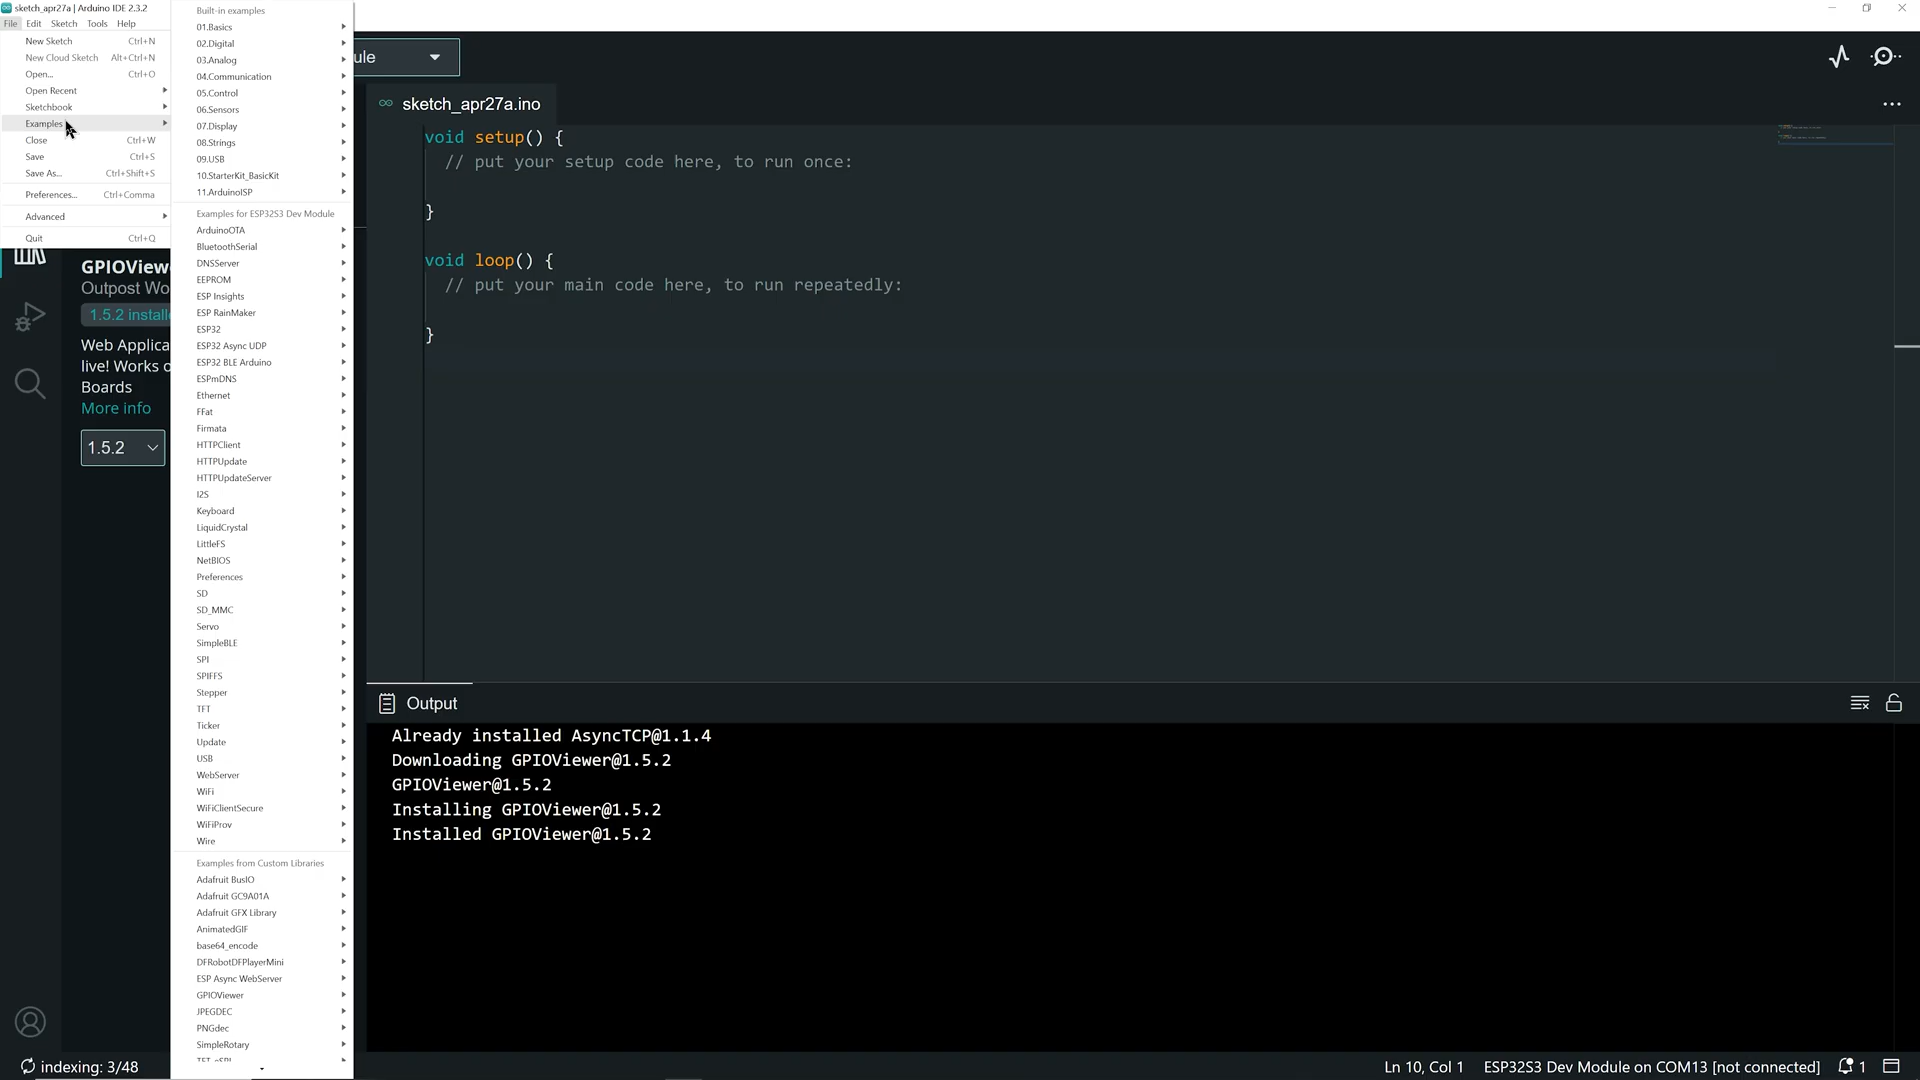 sketch_apr27a | Arduino IDE 2.3.2
File Edit Sketch Tools Help
New Sketch Ctrl+N
New Cloud Sketch Alt+Ctrl+N
Open... Ctrl+O
Open Recent
Sketchbook
Examples
Close Ctrl+W
Save Ctrl+S
Save As... Ctrl+Shift+S
Preferences... Ctrl+Comma
Advanced
Quit Ctrl+Q
Built-in examples
01.Basics
02.Digital
03.Analog
04.Communication
05.Control
06.Sensors
07.Display
08.Strings
09.USB
10.StarterKit_BasicKit
11.ArduinoISP
Examples for ESP32S3 Dev Module
ArduinoOTA
BluetoothSerial
DNSServer
EEPROM
ESP Insights
ESP RainMaker
ESP32
ESP32 Async UDP
ESP32 BLE Arduino
ESPmDNS
Ethernet
FFat
Firmata
HTTPClient
HTTPUpdate
HTTPUpdateServer
I2S
Keyboard
LiquidCrystal
LittleFS
NetBIOS
Preferences
SD
SD_MMC
Servo
SimpleBLE
SPI
SPIFFS
Stepper
TFT
Ticker
Update
USB
WebServer
WiFi
WiFiClientSecure
WiFiProv
Wire
Examples from Custom Libraries
Adafruit BusIO
Adafruit GC9A01A
Adafruit GFX Library
AnimatedGIF
base64_encode
DFRobotDFPlayerMini
ESP Async WebServer
GPIOViewer
JPEGDEC
PNGdec
SimpleRotary
TFT_eSPI
GPIOView
Outpost Wo
1.5.2 install
Web Applica
live! Works o
Boards
More info
1.5.2
ule
sketch_apr27a.ino
void setup() {
// put your setup code here, to run once:
}
void loop() {
// put your main code here, to run repeatedly:
}
Output
Already installed AsyncTCP@1.1.4
Downloading GPIOViewer@1.5.2
GPIOViewer@1.5.2
Installing GPIOViewer@1.5.2
Installed GPIOViewer@1.5.2
indexing: 3/48
Ln 10, Col 1 ESP32S3 Dev Module on COM13 [not connected] 1